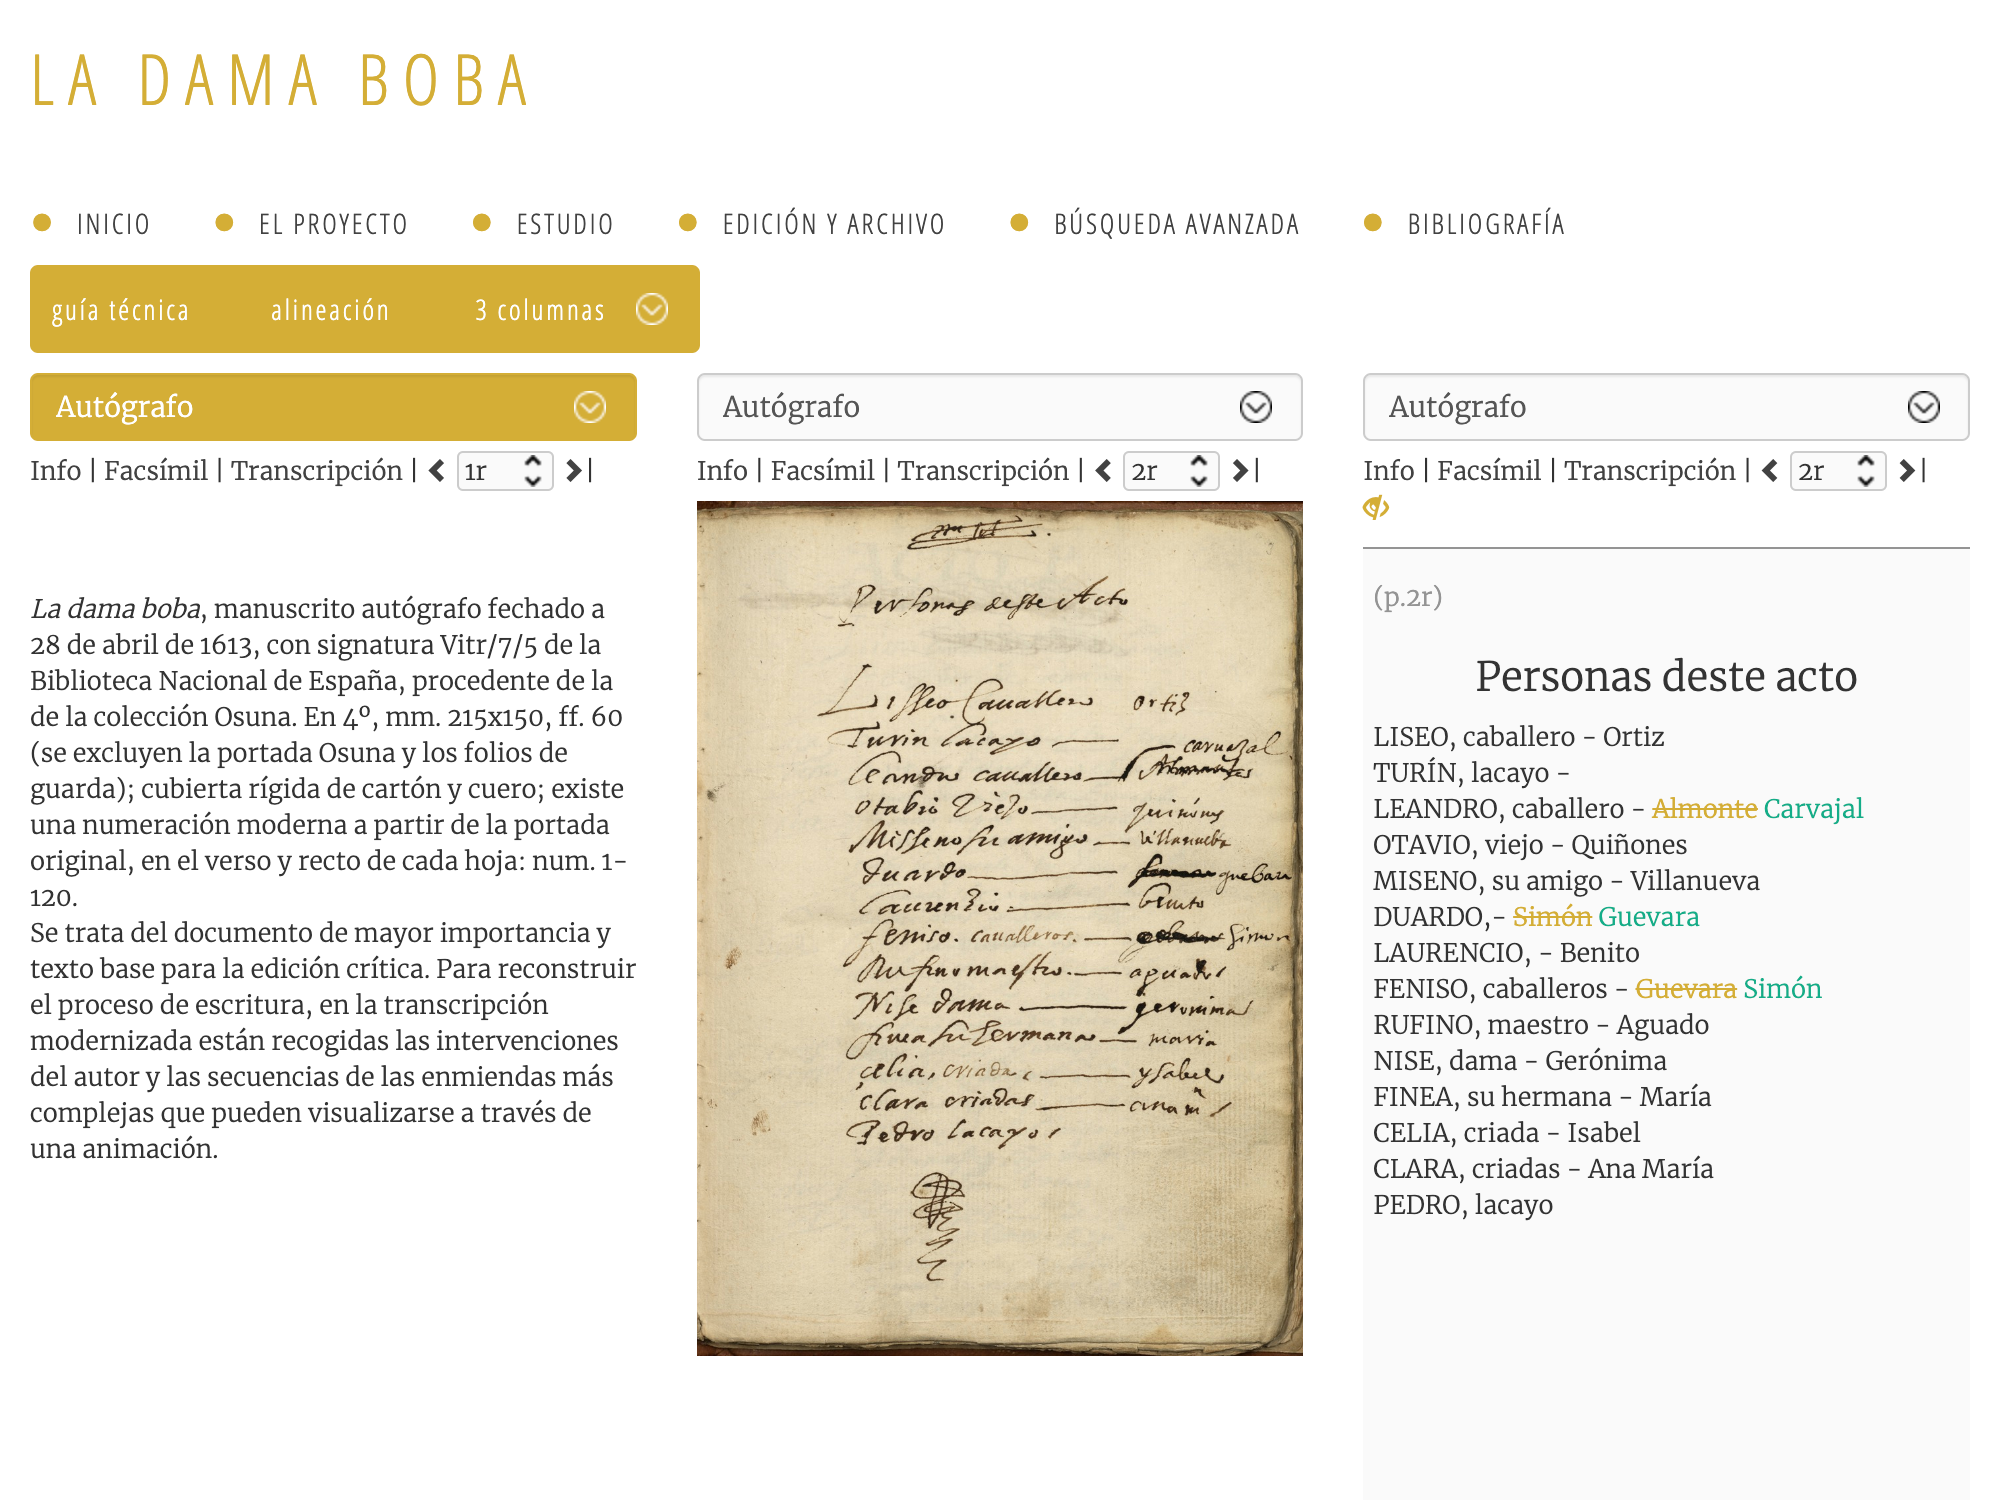 LA DAMA BOBA
INICIO EL PROYECTO ESTUDIO EDICIÓN Y ARCHIVO BÚSQUEDA AVANZADA BIBLIOGRAFÍA
guía técnica alineación 3 columnas
Autógrafo
Info | Facsímil | Transcripción | 1r |
La dama boba, manuscrito autógrafo fechado a
28 de abril de 1613, con signatura Vitr/7/5 de la
Biblioteca Nacional de España, procedente de la
de la colección Osuna. En 4º, mm. 215x150, ff. 60
(se excluyen la portada Osuna y los folios de
guarda); cubierta rígida de cartón y cuero; existe
una numeración moderna a partir de la portada
original, en el verso y recto de cada hoja: num. 1-
120.
Se trata del documento de mayor importancia y
texto base para la edición crítica. Para reconstruir
el proceso de escritura, en la transcripción
modernizada están recogidas las intervenciones
del autor y las secuencias de las enmiendas más
complejas que pueden visualizarse a través de
una animación.
Autógrafo
Info | Facsímil | Transcripción | 2r |
Personas deste Acto
Lisseo Cauallero ortiz
Turin lacayo
carvajal
leandro cauallero
otabio viejo quiñones
Misseno su amigo villanueba
duardo guebara
laurenzio benito
feniso. caualleros. simon
Rufino maestro. aguado
Nise dama geronima
finea su hermana maria
celia, criada ysabel
clara criadas ana mª
Pedro lacayo
Autógrafo
Info | Facsímil | Transcripción | 2r |
(p.2r)
Personas deste acto
LISEO, caballero - Ortiz
TURÍN, lacayo -
LEANDRO, caballero - Almonte Carvajal
OTAVIO, viejo - Quiñones
MISENO, su amigo - Villanueva
DUARDO,- Simón Guevara
LAURENCIO, - Benito
FENISO, caballeros - Guevara Simón
RUFINO, maestro - Aguado
NISE, dama - Gerónima
FINEA, su hermana - María
CELIA, criada - Isabel
CLARA, criadas - Ana María
PEDRO, lacayo